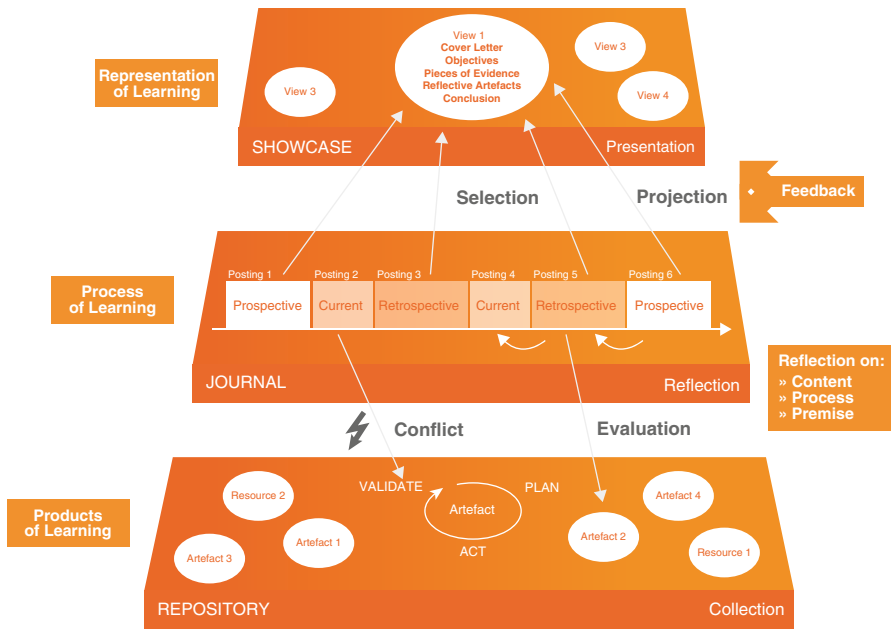 View 1
Cover Letter
Objectives
Pieces of Evidence
Reflective Artefacts
Conclusion
View 3
View 3
View 4
Representation
of Learning
SHOWCASE
Presentation
Selection
Projection
Feedback
Process
of Learning
Posting 1
Posting 2
Posting 3
Posting 4
Posting 5
Posting 6
Prospective
Current
Retrospective
Current
Retrospective
Prospective
JOURNAL
Reflection
Reflection on:
» Content
» Process
» Premise
Conflict
Evaluation
Products
of Learning
Resource 2
Artefact 1
Artefact 3
VALIDATE
PLAN
Artefact
ACT
Artefact 4
Artefact 2
Resource 1
REPOSITORY
Collection